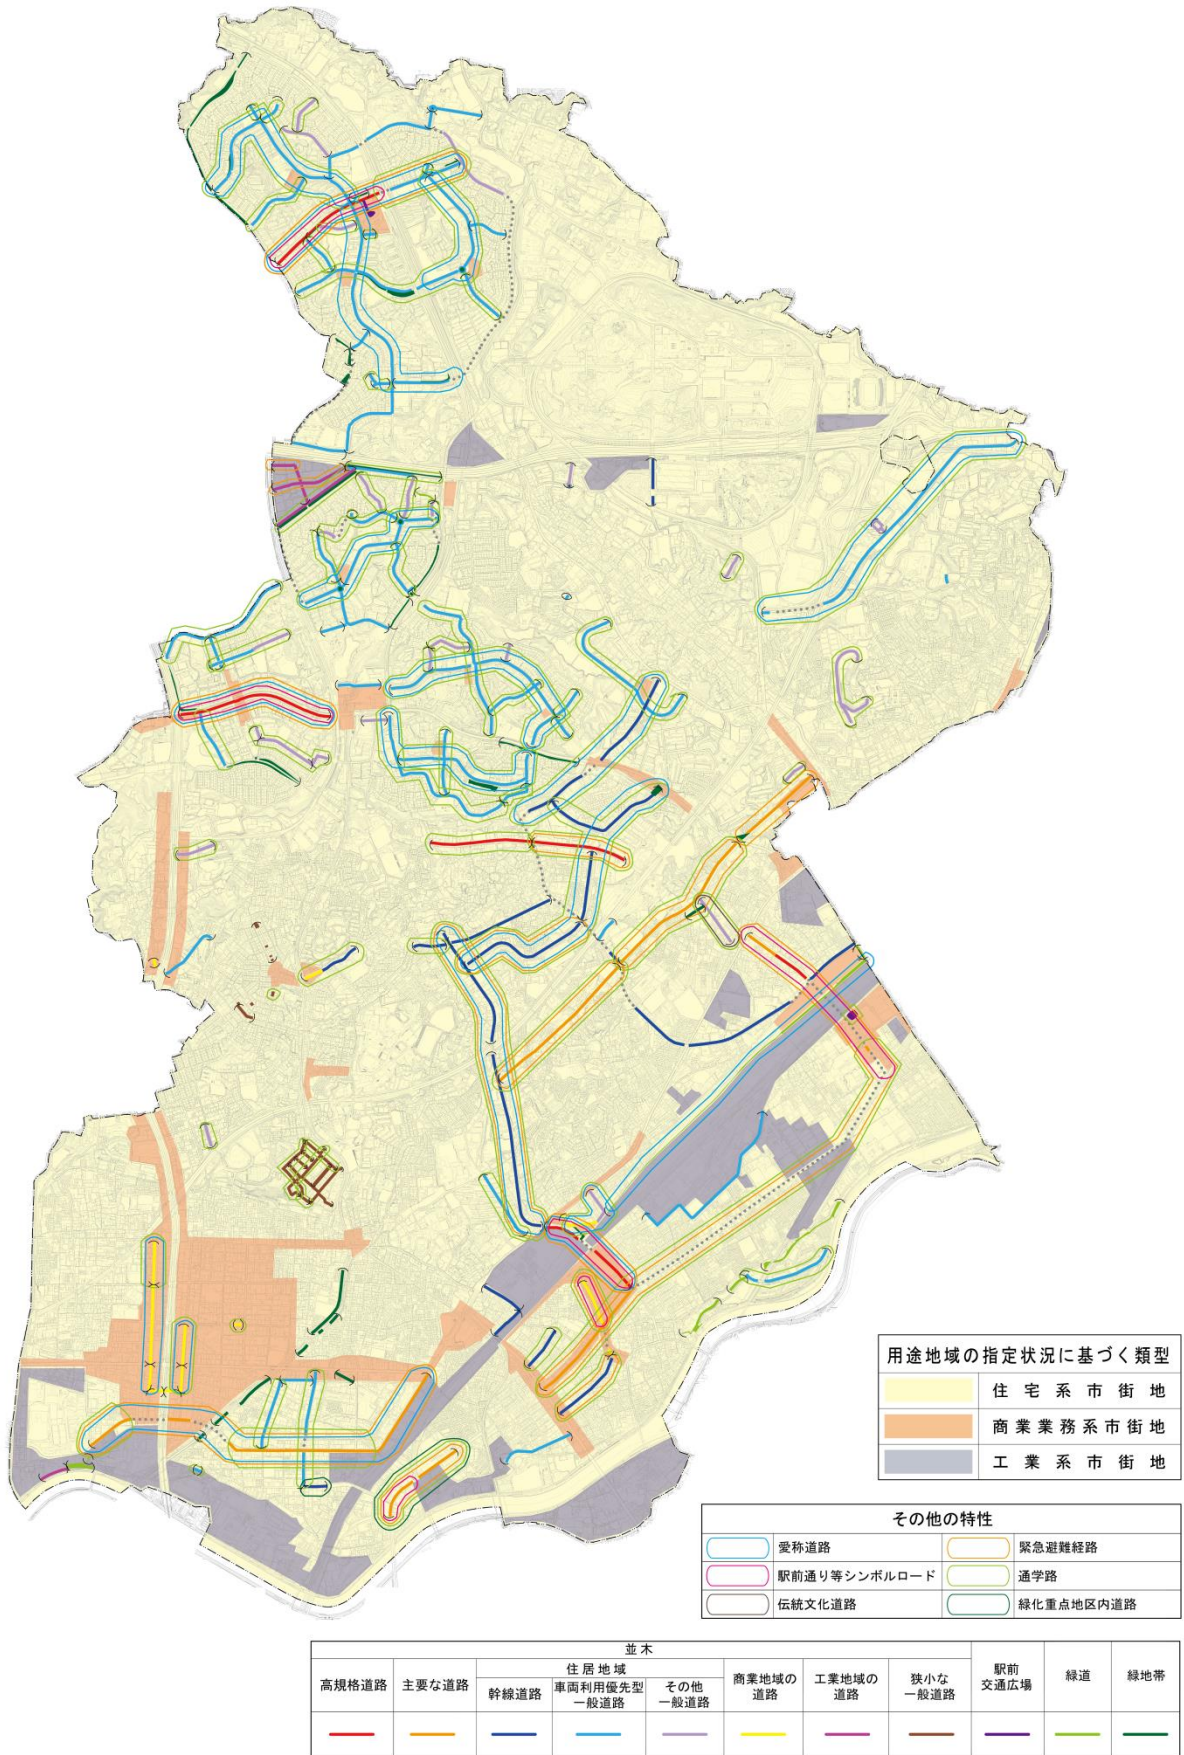 用途地域の指定状況に基づく類型
住宅系市街地
商業業務系市街地
工業系市街地
その他の特性
愛称道路 緊急避難経路
駅前通り等シンボルロード 通学路
伝統文化道路 緑化重点地区内道路
並木
高規格道路 主要な道路 住居地域 商業地域の道路 工業地域の道路 狭小な一般道路 駅前交通広場 緑道 緑地帯
幹線道路 車両利用優先型一般道路 その他一般道路